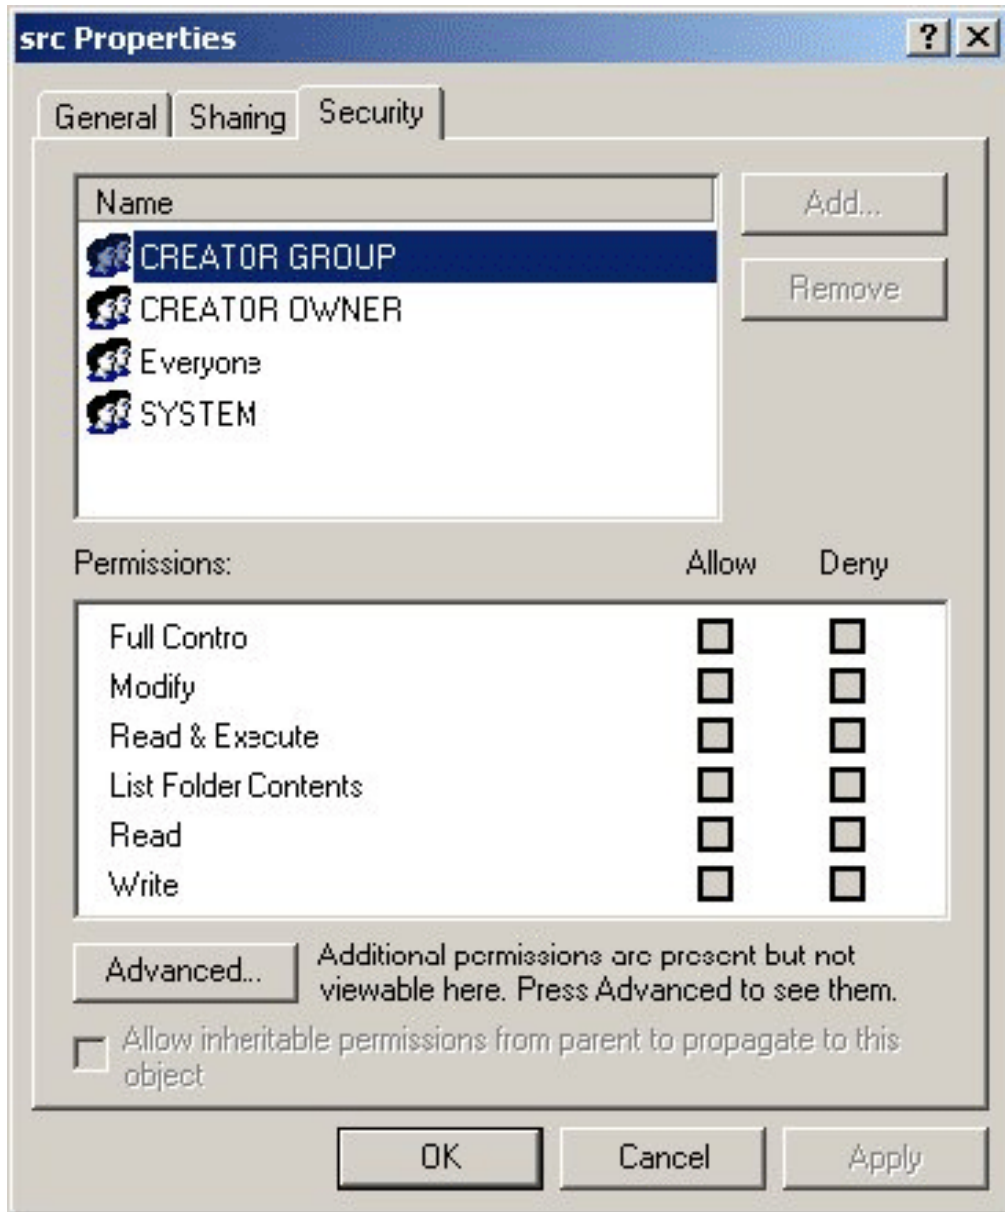 src Properties
General Sharing Security
Name
Add...
CREATOR GROUP
Remove
CREATOR OWNER
Everyone
SYSTEM
Permissions: Allow Deny
Full Contro
Modify
Read & Execute
List Folder Contents
Read
Write
Advanced...
Additional permissions are present but not
viewable here. Press Advanced to see them.
Allow inheritable permissions from parent to propagate to this
object
OK Cancel Apply